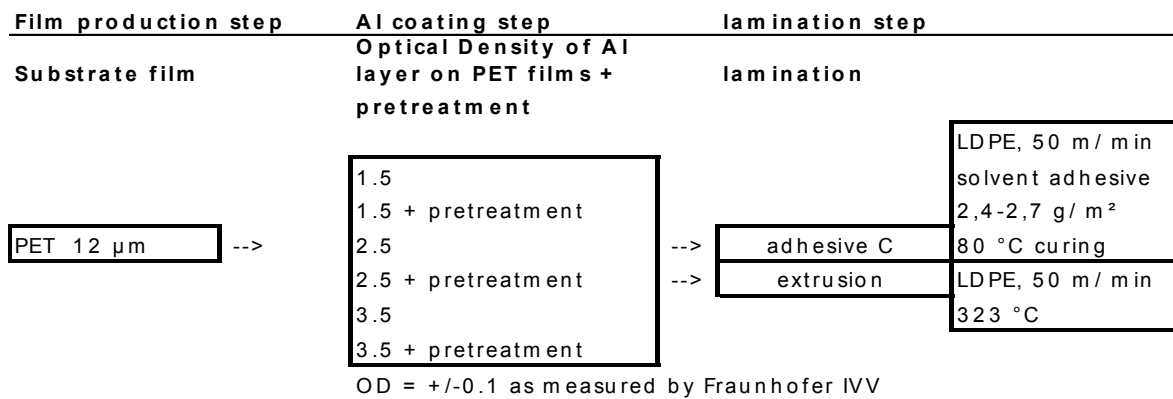 Film production step Al coating step lamination step
Substrate film Optical Density of Al layer on PET films + pretreatment lamination
LDPE, 50 m/min
1.5 solvent adhesive
1.5 + pretreatment 2,4-2,7 g/m²
PET 12 µm --> 2.5 --> adhesive C 80 °C curing
2.5 + pretreatment --> extrusion LDPE, 50 m/min
3.5 323 °C
3.5 + pretreatment
OD = +/-0.1 as measured by Fraunhofer IVV